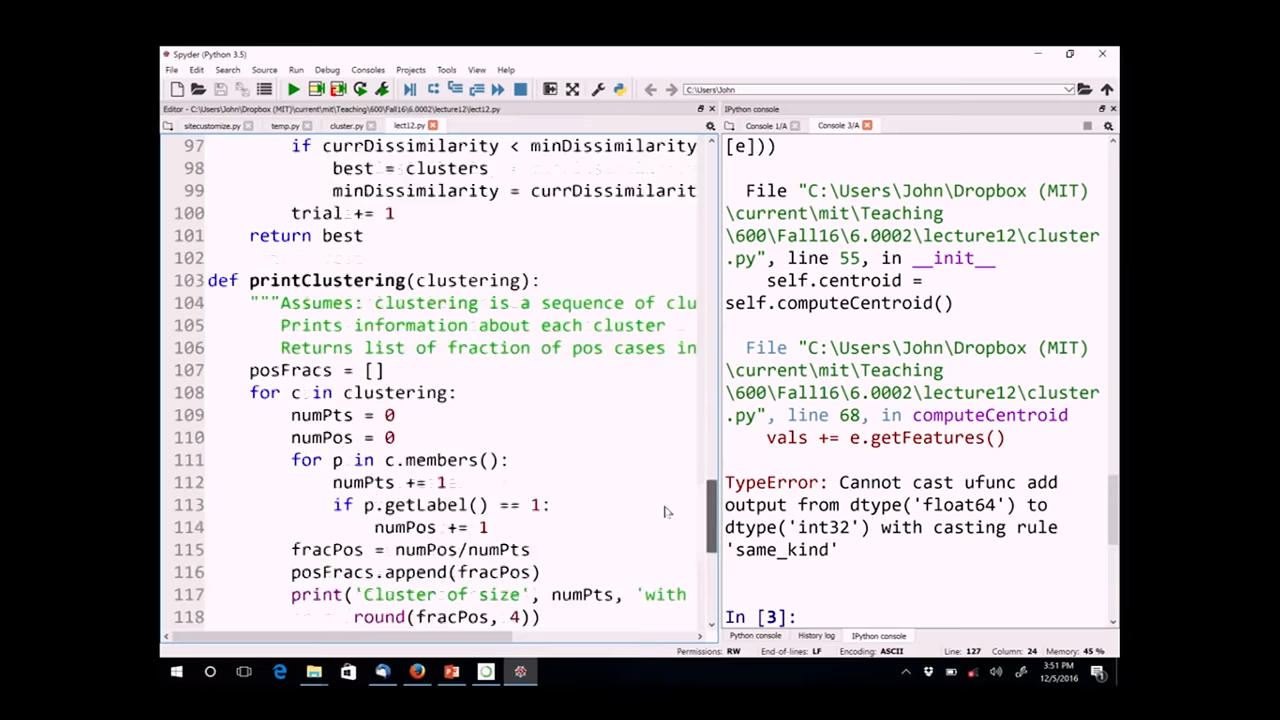 Spyder (Python 3.5)
File Edit Search Source Run Debug Consoles Projects Tools View Help
C:\Users\John
Editor - C:\Users\John\Dropbox (MIT)\current\mit\Teaching\600\Fall16\6.0002\lecture12\lect12.py
IPython console
sitecustomize.py temp.py cluster.py lect12.py
Console 1/A Console 3/A
97 if currDissimilarity < minDissimilarity
98 best = clusters
99 minDissimilarity = currDissimilarit
100 trial += 1
101 return best
102
103 def printClustering(clustering):
104 """Assumes: clustering is a sequence of clu
105 Prints information about each cluster
106 Returns list of fraction of pos cases in
107 posFracs = []
108 for c in clustering:
109 numPts = 0
110 numPos = 0
111 for p in c.members():
112 numPts += 1
113 if p.getLabel() == 1:
114 numPos += 1
115 fracPos = numPos/numPts
116 posFracs.append(fracPos)
117 print('Cluster of size', numPts, 'with
118 round(fracPos, 4))
[e]))
File "C:\Users\John\Dropbox (MIT)
\current\mit\Teaching
\600\Fall16\6.0002\lecture12\cluster
.py", line 55, in __init__
self.centroid =
self.computeCentroid()
File "C:\Users\John\Dropbox (MIT)
\current\mit\Teaching
\600\Fall16\6.0002\lecture12\cluster
.py", line 68, in computeCentroid
vals += e.getFeatures()
TypeError: Cannot cast ufunc add
output from dtype('float64') to
dtype('int32') with casting rule
'same_kind'
In [3]:
Python console History log IPython console
Permissions: RW End-of-lines: LF Encoding: ASCII Line: 127 Column: 24 Memory: 45 %
3:51 PM
12/5/2016